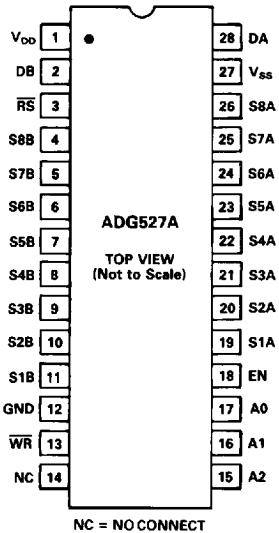 VDD 1 28 DA
DB 2 27 VSS
R̅S̅ 3 26 S8A
S8B 4 25 S7A
S7B 5 24 S6A
S6B 6 23 S5A
S5B 7 22 S4A
S4B 8 21 S3A
S3B 9 20 S2A
S2B 10 19 S1A
S1B 11 18 EN
GND 12 17 A0
W̅R̅ 13 16 A1
NC 14 15 A2
ADG527A
TOP VIEW
(Not to Scale)
NC = NO CONNECT